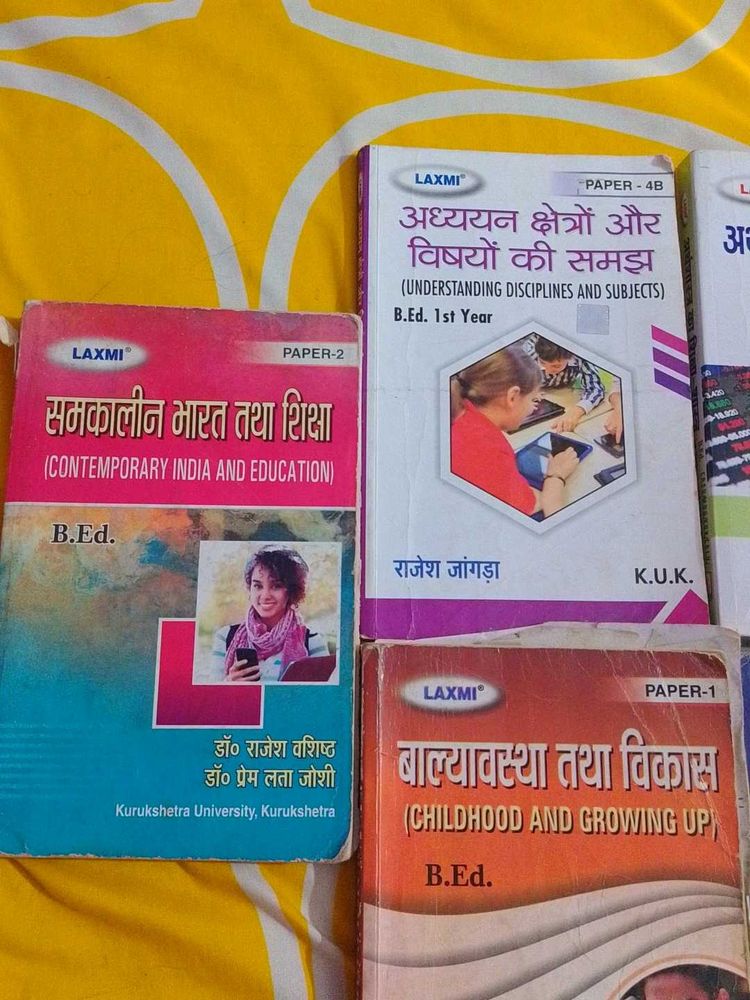 LAXMI®
PAPER-2
समकालीन भारत तथा शिक्षा
(CONTEMPORARY INDIA AND EDUCATION)
B.Ed.
डॉ० राजेश वशिष्ठ
डॉ० प्रेम लता जोशी
Kurukshetra University, Kurukshetra
LAXMI®
PAPER - 4B
अध्ययन क्षेत्रों और
विषयों की समझ
(UNDERSTANDING DISCIPLINES AND SUBJECTS)
B.Ed. 1st Year
राजेश जांगड़ा
K.U.K.
LAXMI®
PAPER-1
बाल्यावस्था तथा विकास
(CHILDHOOD AND GROWING UP)
B.Ed.